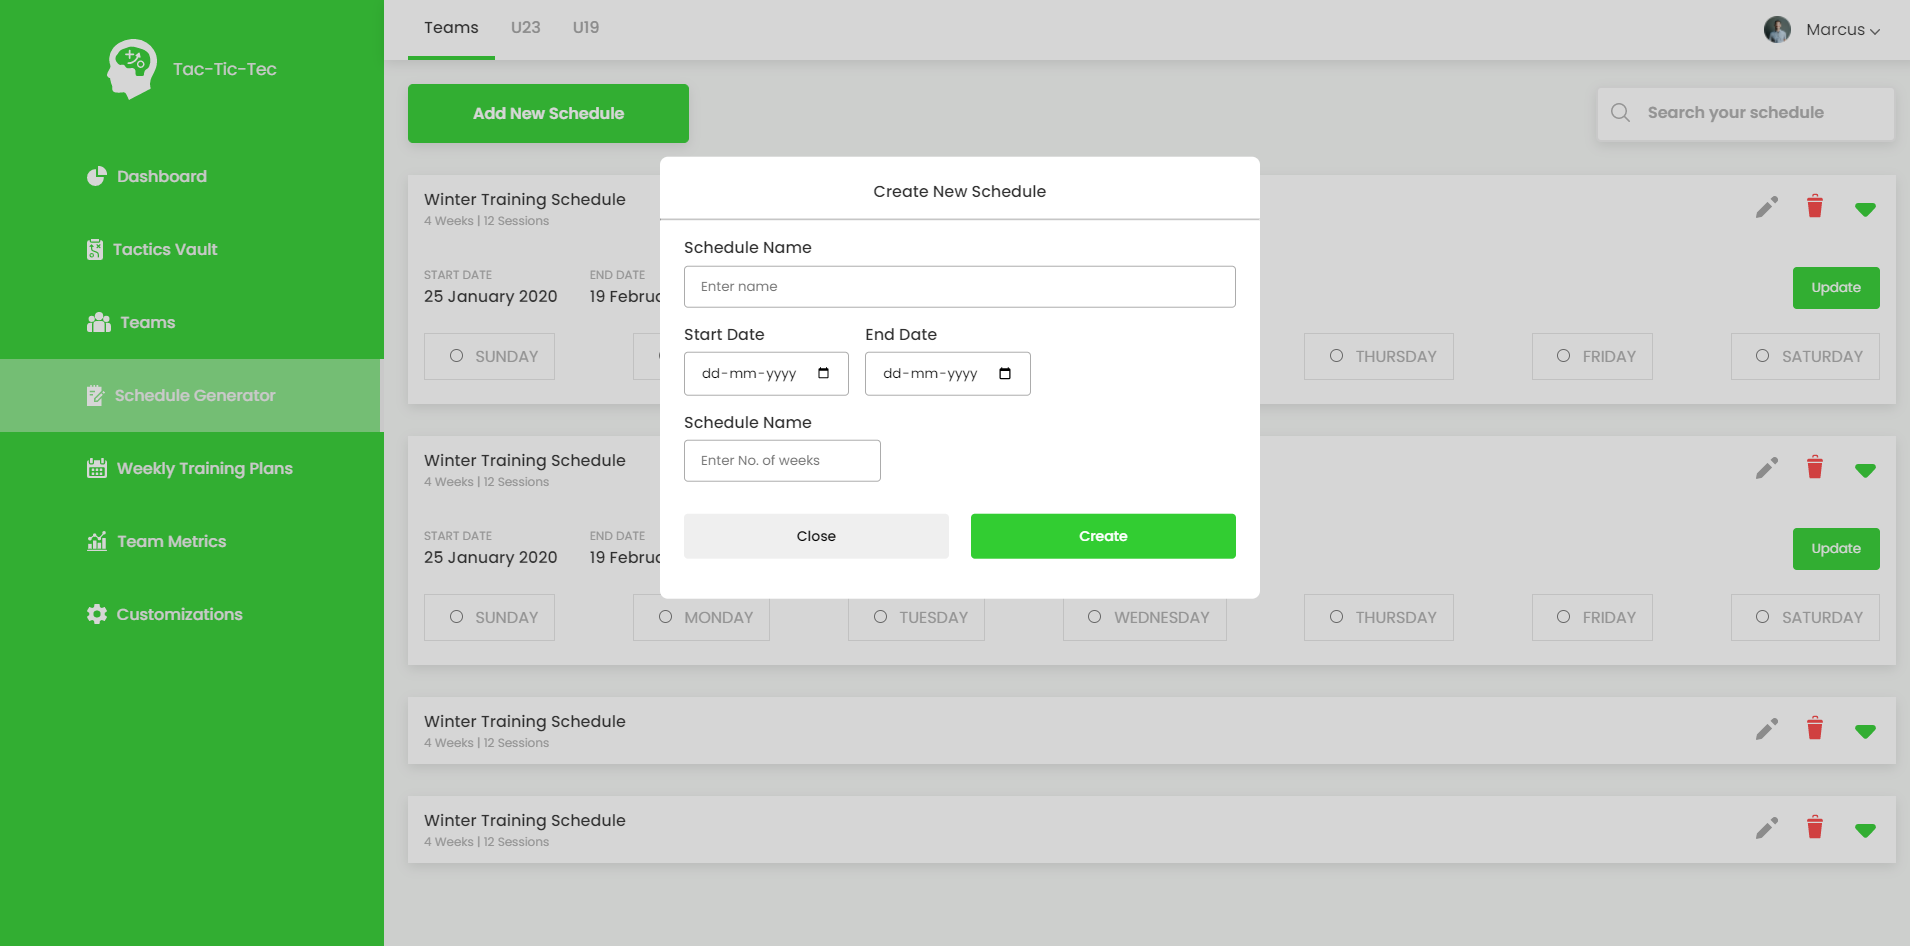 Tac-Tic-Tec
Dashboard
Tactics Vault
Teams
Schedule Generator
Weekly Training Plans
Team Metrics
Customizations
Teams U23 U19
Marcus
Add New Schedule
Search your schedule
Winter Training Schedule
4 Weeks | 12 Sessions
START DATE END DATE
25 January 2020 19 Februa
Update
SUNDAY THURSDAY FRIDAY SATURDAY
Create New Schedule
Schedule Name
Enter name
Start Date End Date
dd-mm-yyyy dd-mm-yyyy
Schedule Name
Enter No. of weeks
Close Create
Winter Training Schedule
4 Weeks | 12 Sessions
START DATE END DATE
25 January 2020 19 Februa
Update
SUNDAY MONDAY TUESDAY WEDNESDAY THURSDAY FRIDAY SATURDAY
Winter Training Schedule
4 Weeks | 12 Sessions
Winter Training Schedule
4 Weeks | 12 Sessions